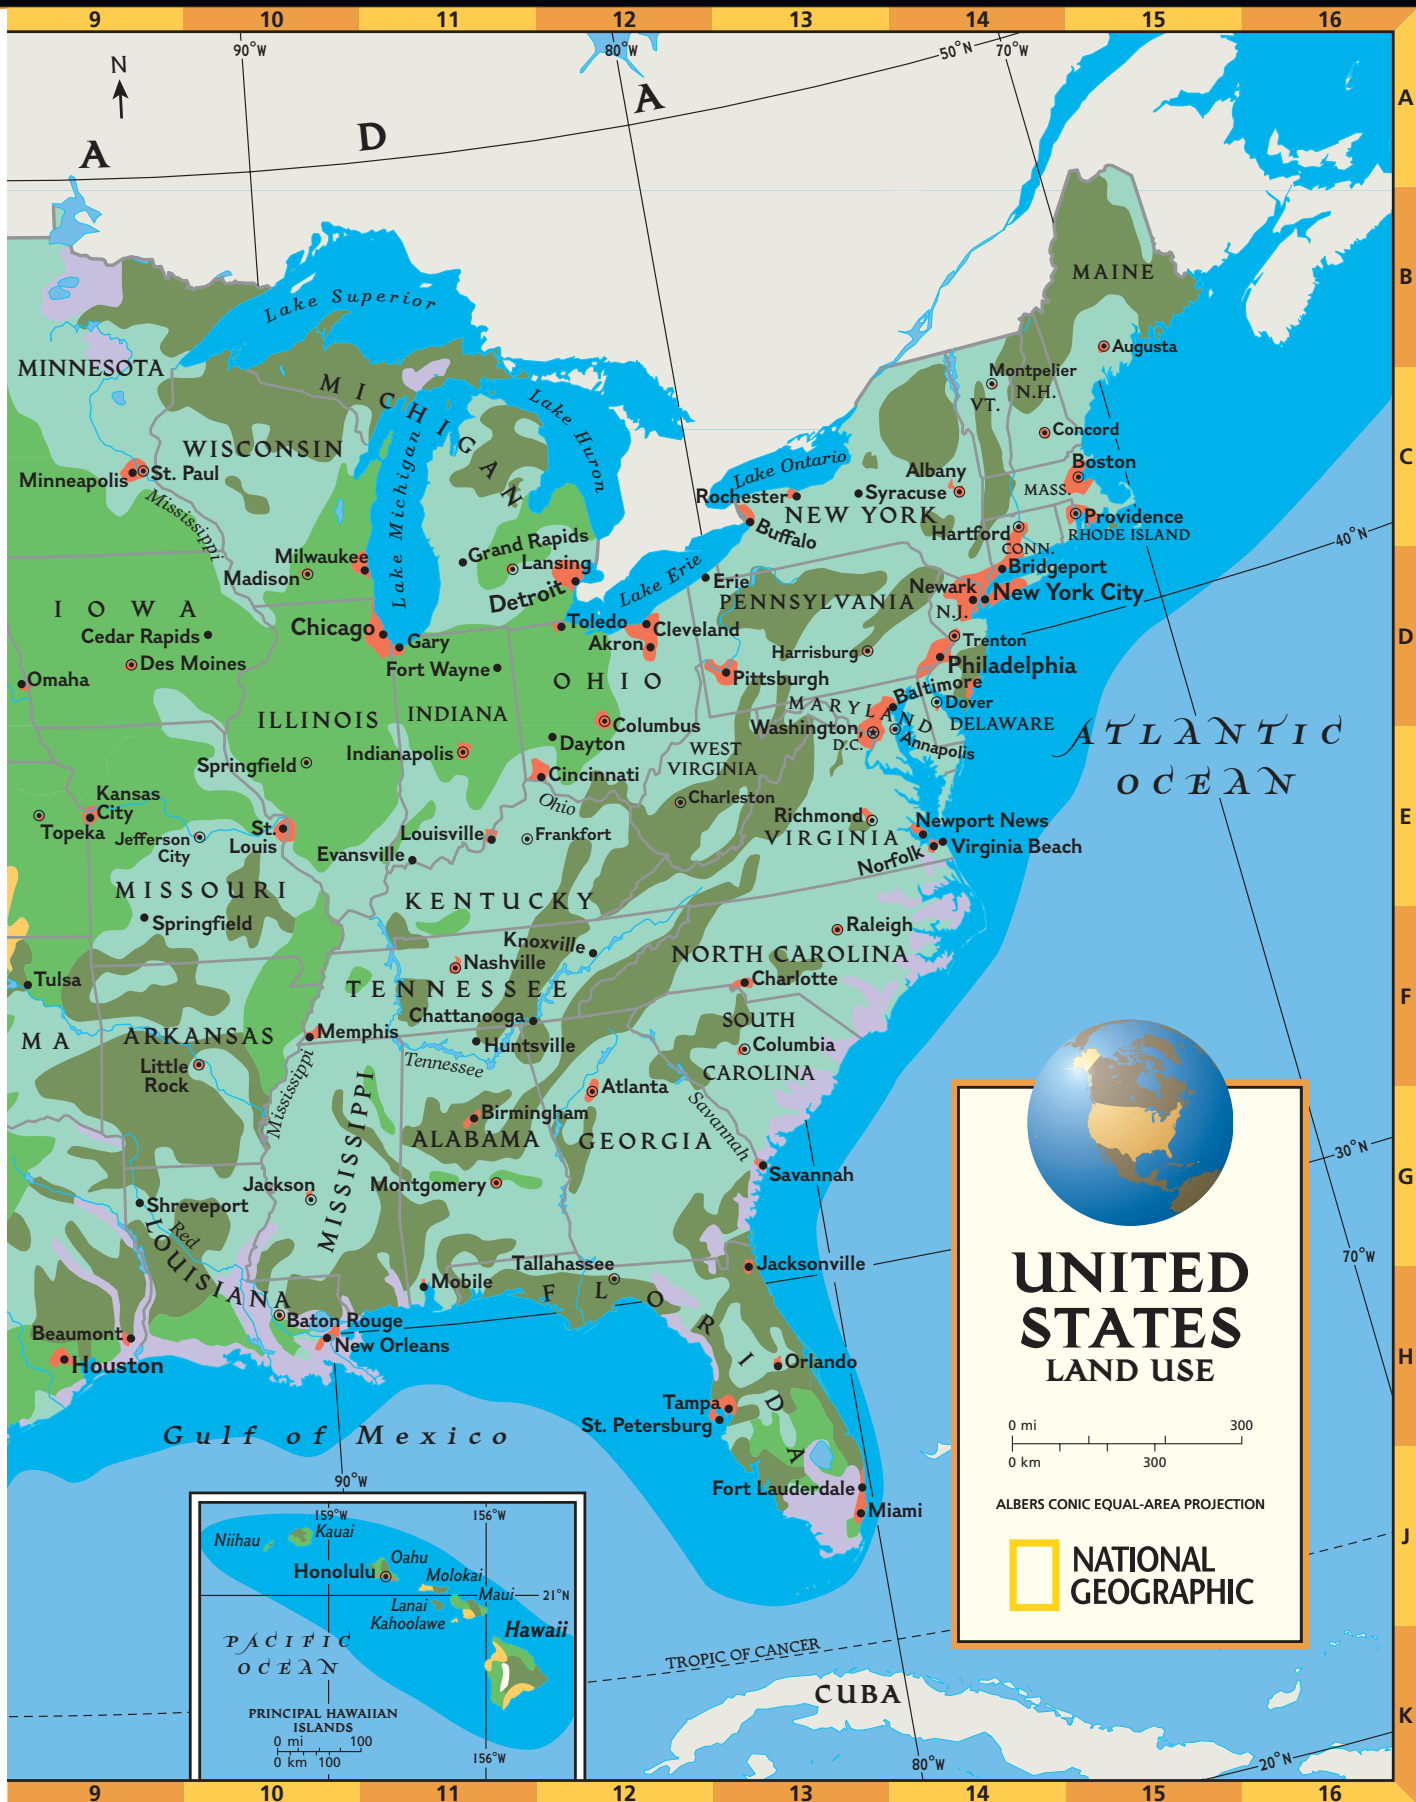 9 10 11 12 13 14 15 16
90°W
80°W
50°N
70°W
N
A
D
A
A
B
C
D
E
F
G
H
J
K
MAINE
Lake Superior
Augusta
MINNESOTA
Montpelier
VT.
N.H.
MICHIGAN
Lake Huron
Concord
WISCONSIN
Lake Michigan
Minneapolis
St. Paul
Mississippi
Lake Ontario
Albany
Boston
MASS.
Rochester
Syracuse
NEW YORK
Buffalo
Providence
RHODE ISLAND
Hartford
CONN.
40°N
Milwaukee
Madison
Grand Rapids
Lansing
Detroit
Lake Erie
Erie
Bridgeport
PENNSYLVANIA
Newark
New York City
N.J.
IOWA
Cedar Rapids
Des Moines
Omaha
Chicago
Gary
Fort Wayne
Toledo
Cleveland
Akron
Trenton
Harrisburg
Philadelphia
Pittsburgh
OHIO
Baltimore
MARYLAND
Dover
DELAWARE
ILLINOIS
INDIANA
Columbus
Washington,
D.C.
Annapolis
ATLANTIC
OCEAN
Dayton
Indianapolis
Springfield
WEST
VIRGINIA
Cincinnati
Ohio
Charleston
Kansas
City
Topeka
Jefferson
City
St.
Louis
Louisville
Frankfort
Evansville
Richmond
VIRGINIA
Newport News
Virginia Beach
Norfolk
MISSOURI
Springfield
KENTUCKY
Raleigh
Knoxville
NORTH CAROLINA
Nashville
Tulsa
Charlotte
TENNESSEE
Chattanooga
SOUTH
CAROLINA
MA
ARKANSAS
Memphis
Huntsville
Columbia
Little
Rock
Mississippi
Tennessee
Atlanta
Savannah
Birmingham
ALABAMA
GEORGIA
MISSISSIPPI
30°N
Savannah
Jackson
Montgomery
Shreveport
Red
LOUISIANA
70°W
Tallahassee
Jacksonville
Mobile
FLORIDA
Baton Rouge
New Orleans
Beaumont
Houston
Orlando
Tampa
St. Petersburg
Gulf of Mexico
90°W
Fort Lauderdale
Miami
UNITED
STATES
LAND USE
0 mi 300
0 km 300
ALBERS CONIC EQUAL-AREA PROJECTION
NATIONAL
GEOGRAPHIC
159°W
156°W
Niihau
Kauai
Oahu
Honolulu
Molokai
Maui
21°N
Lanai
Kahoolawe
Hawaii
PACIFIC
OCEAN
PRINCIPAL HAWAIIAN
ISLANDS
0 mi 100
0 km 100
156°W
TROPIC OF CANCER
CUBA
80°W
20°N
9 10 11 12 13 14 15 16